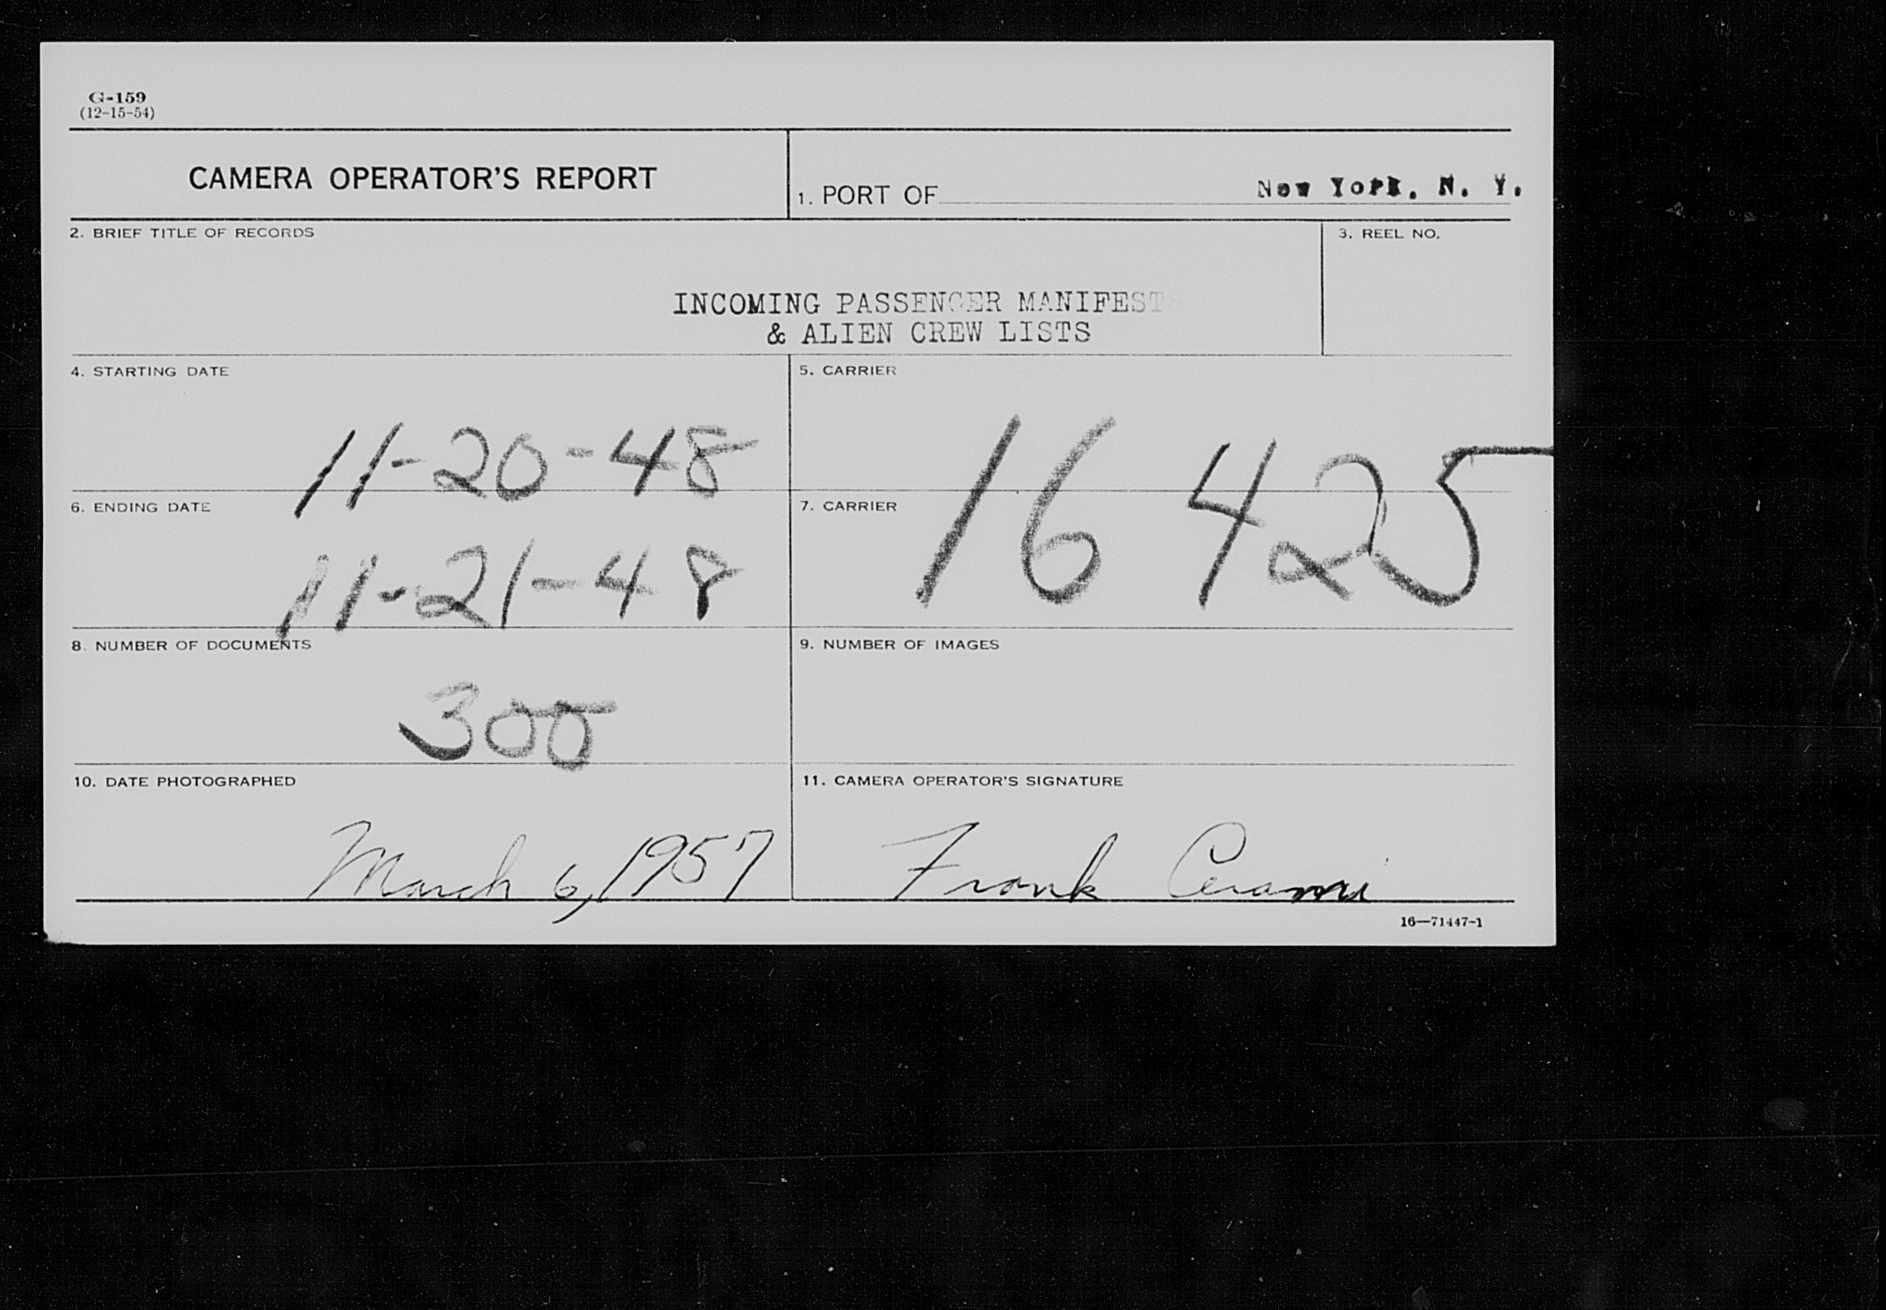 G-159
(12-15-54)
CAMERA OPERATOR'S REPORT
1. PORT OF New York, N. Y.
2. BRIEF TITLE OF RECORDS
3. REEL NO.
INCOMING PASSENGER MANIFESTS
& ALIEN CREW LISTS
4. STARTING DATE
11-20-48
5. CARRIER
16 425
6. ENDING DATE
11-21-48
7. CARRIER
8. NUMBER OF DOCUMENTS
300
9. NUMBER OF IMAGES
10. DATE PHOTOGRAPHED
March 6, 1957
11. CAMERA OPERATOR'S SIGNATURE
Frank Cerami
16—71447-1